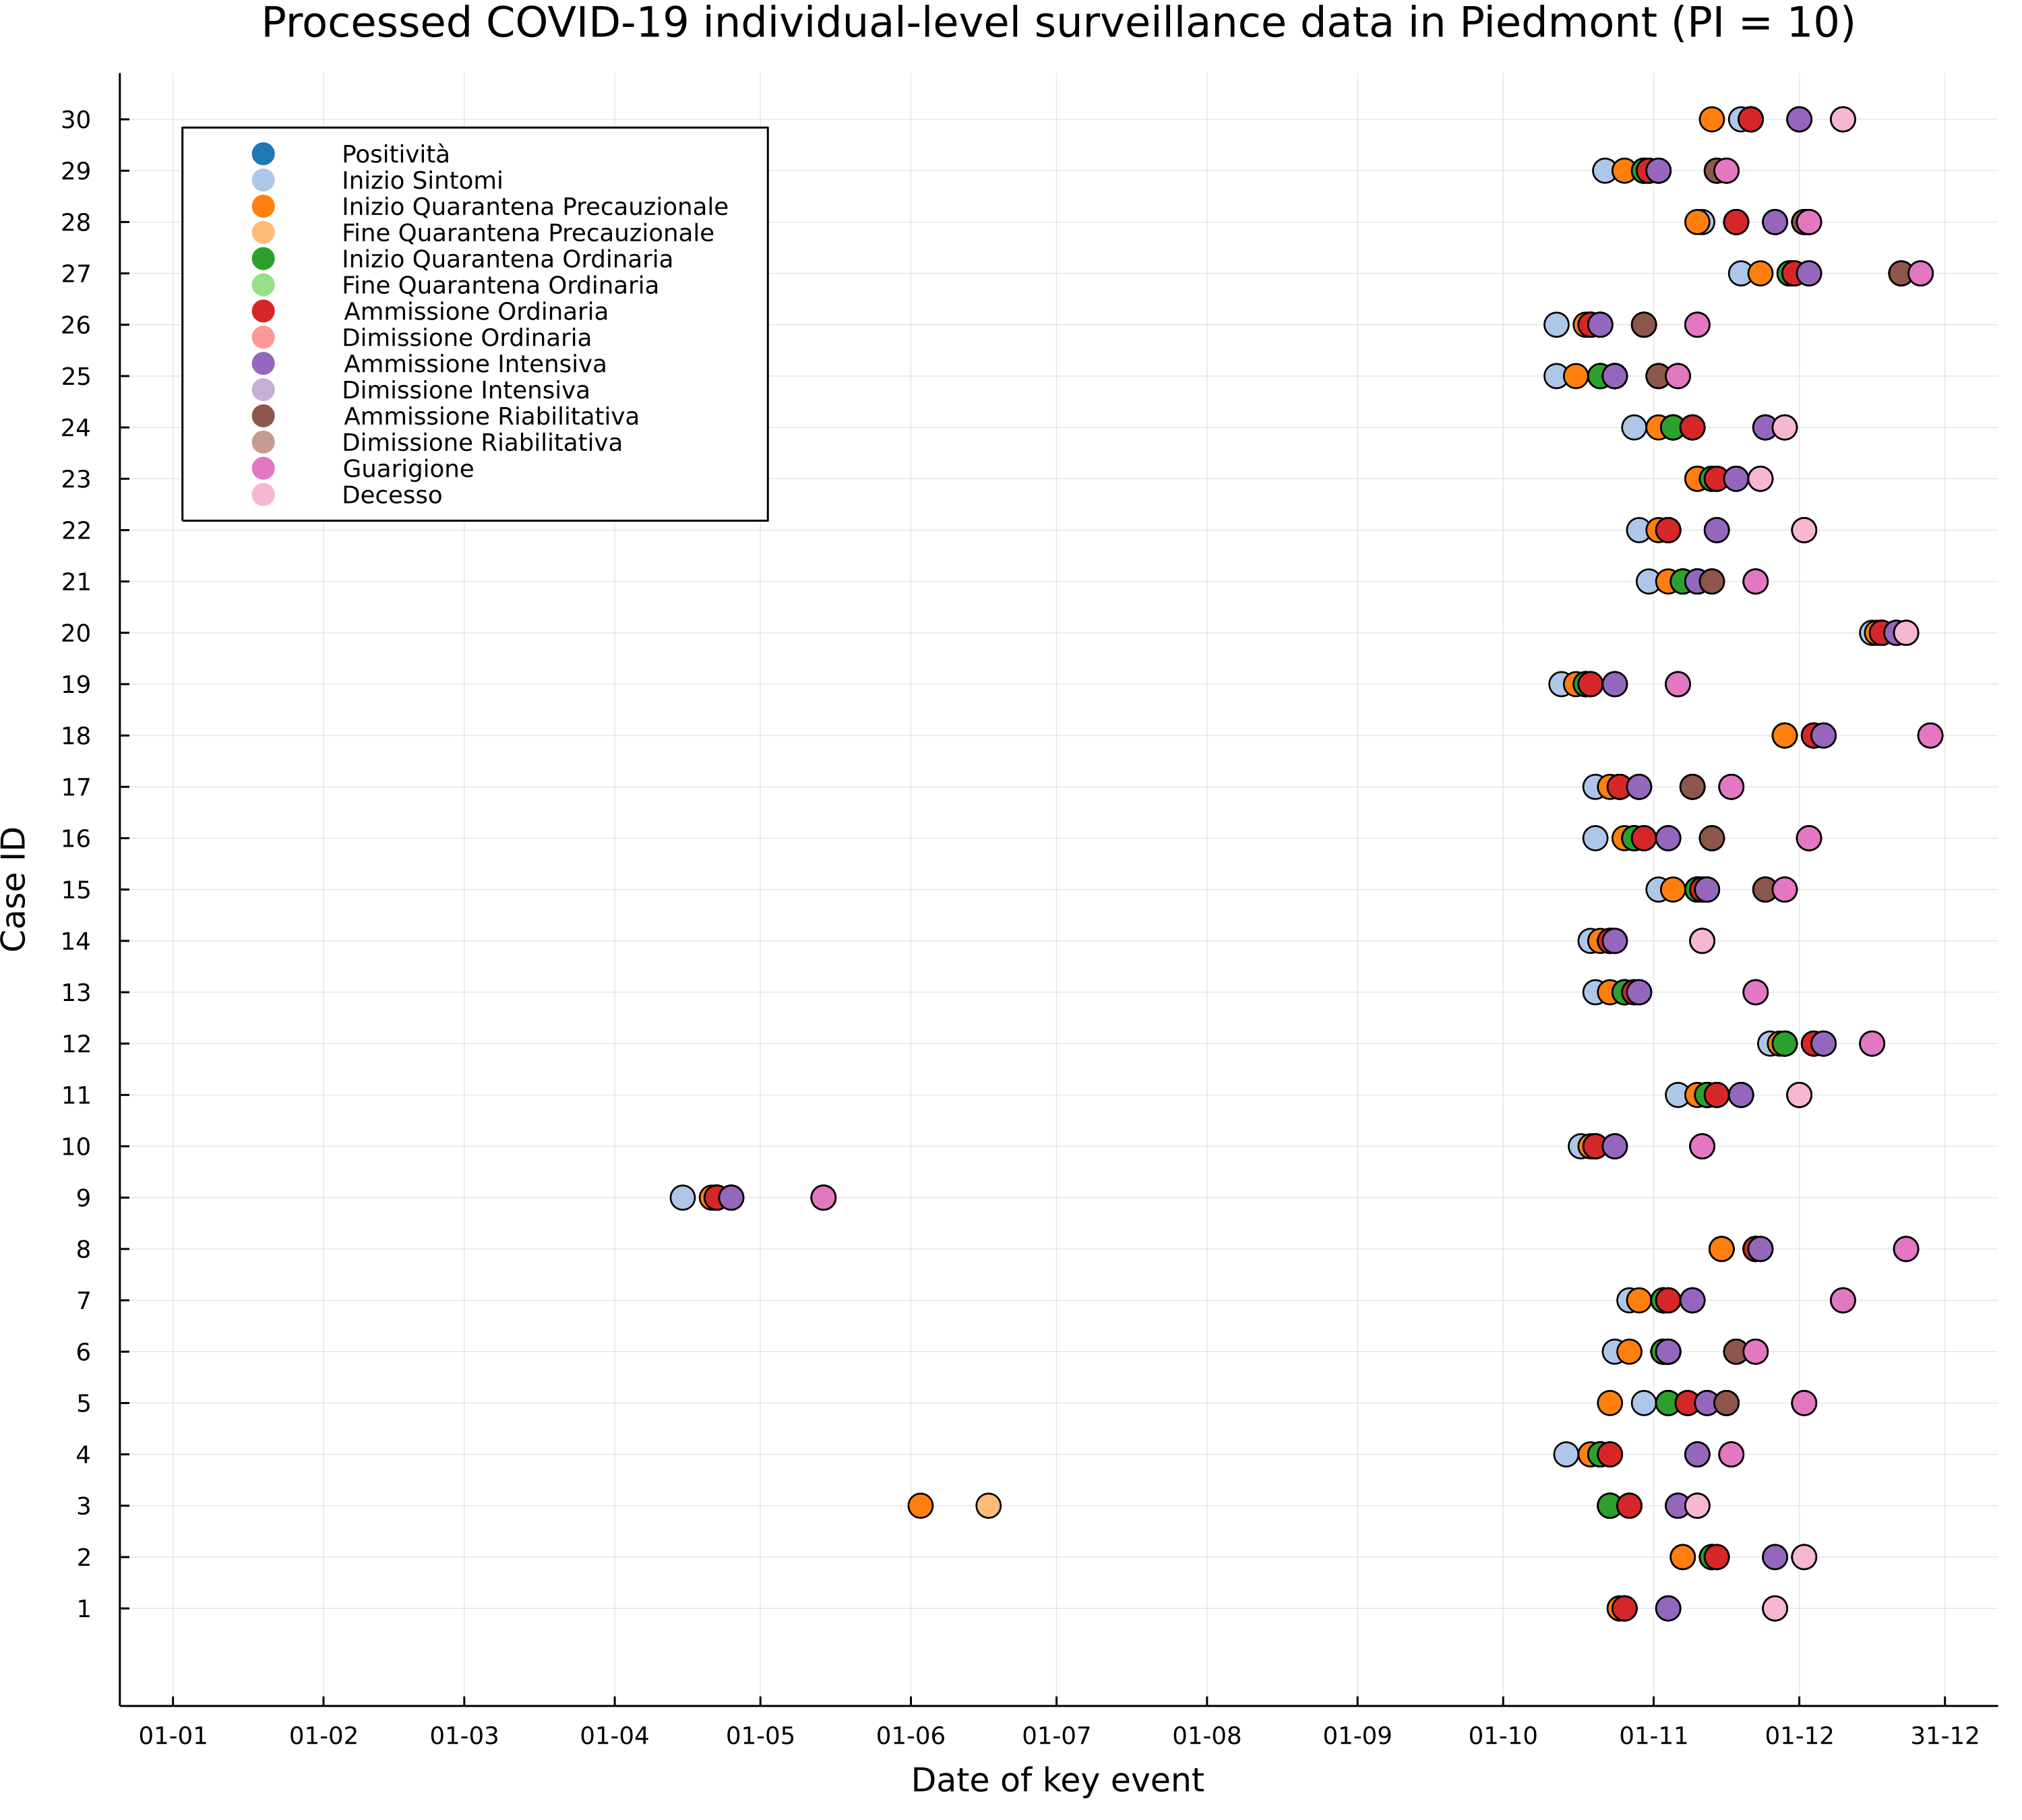 Processed COVID-19 individual-level surveillance data in Piedmont (PI = 10)
30
29
28
27
26
25
24
23
22
21
20
19
18
17
16
15
14
13
12
11
10
9
8
7
6
5
4
3
2
1
Case ID
Positività
Inizio Sintomi
Inizio Quarantena Precauzionale
Fine Quarantena Precauzionale
Inizio Quarantena Ordinaria
Fine Quarantena Ordinaria
Ammissione Ordinaria
Dimissione Ordinaria
Ammissione Intensiva
Dimissione Intensiva
Ammissione Riabilitativa
Dimissione Riabilitativa
Guarigione
Decesso
01-01 01-02 01-03 01-04 01-05 01-06 01-07 01-08 01-09 01-10 01-11 01-12 31-12
Date of key event